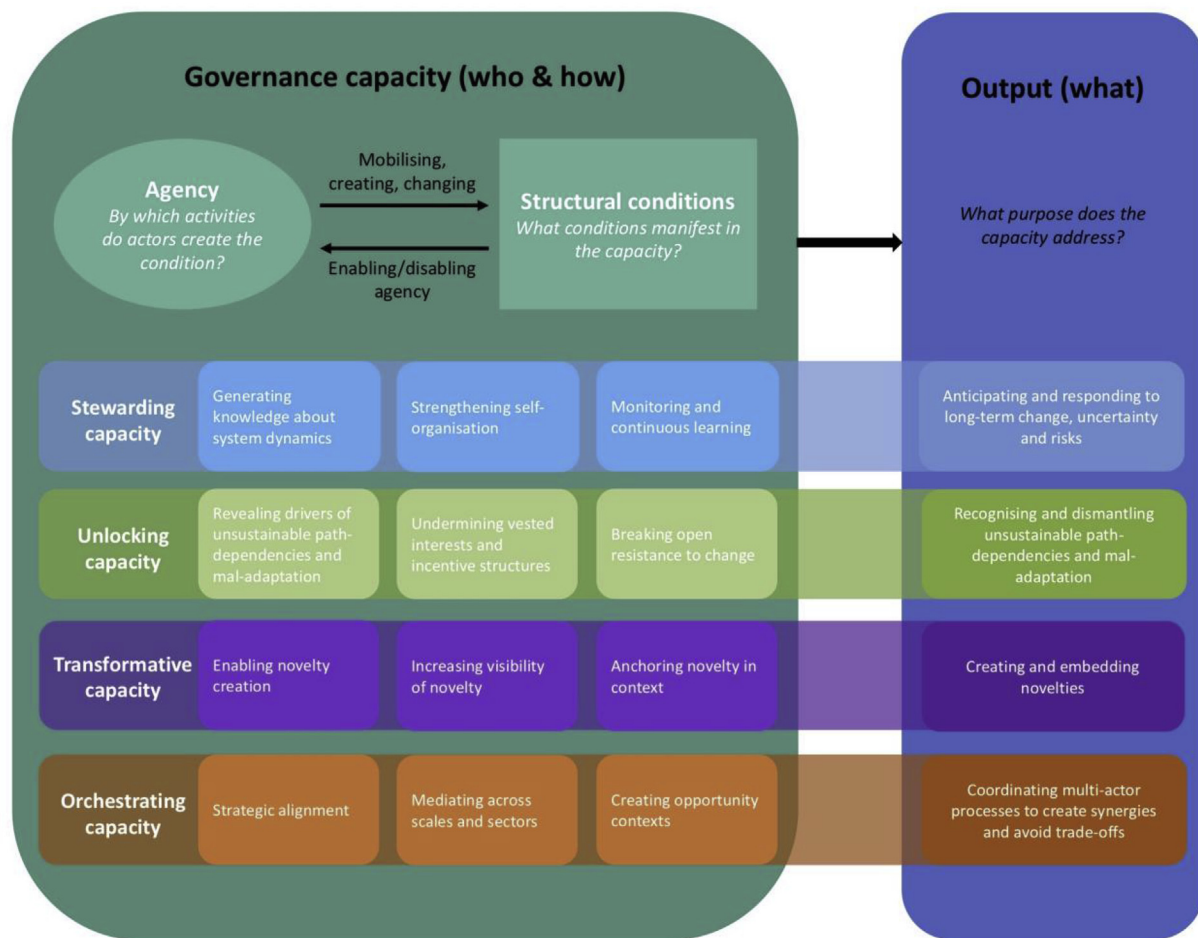 Governance capacity (who & how)
Output (what)
Agency
By which activities
do actors create the
condition?
Mobilising,
creating, changing
Enabling/disabling
agency
Structural conditions
What conditions manifest in
the capacity?
What purpose does the
capacity address?
Stewarding
capacity
Generating
knowledge about
system dynamics
Strengthening self-
organisation
Monitoring and
continuous learning
Anticipating and responding to
long-term change, uncertainty
and risks
Unlocking
capacity
Revealing drivers of
unsustainable path-
dependencies and
mal-adaptation
Undermining vested
interests and
incentive structures
Breaking open
resistance to change
Recognising and dismantling
unsustainable path-
dependencies and mal-
adaptation
Transformative
capacity
Enabling novelty
creation
Increasing visibility
of novelty
Anchoring novelty in
context
Creating and embedding
novelties
Orchestrating
capacity
Strategic alignment
Mediating across
scales and sectors
Creating opportunity
contexts
Coordinating multi-actor
processes to create synergies
and avoid trade-offs